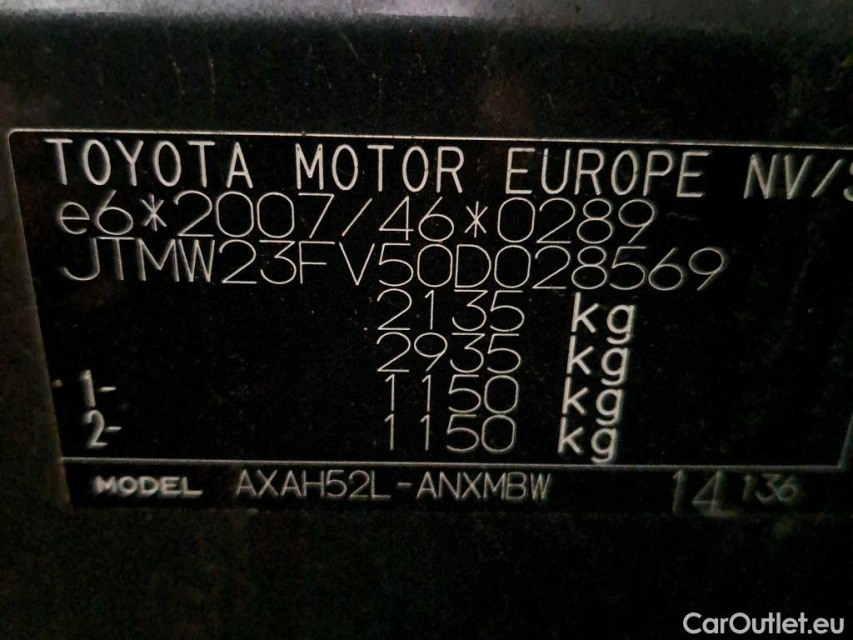 TOYOTA MOTOR EUROPE NV/S
e6*2007/46*0289
JTMW23FV50D028569
2135 kg
2935 kg
1- 1150 kg
2- 1150 kg
MODEL AXAH52L-ANXMBW 14 136
CarOutlet.eu